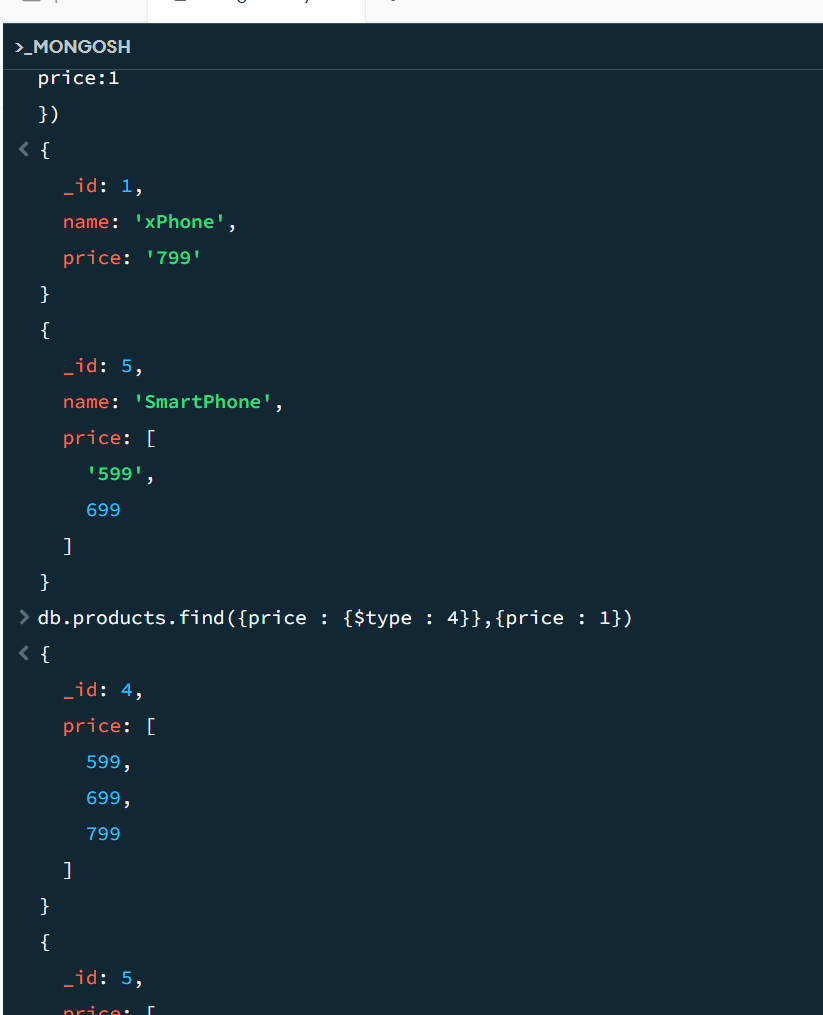 >_MONGOSH
price:1
})
< {
_id: 1,
name: 'xPhone',
price: '799'
}
{
_id: 5,
name: 'SmartPhone',
price: [
'599',
699
]
}
> db.products.find({price : {$type : 4}},{price : 1})
< {
_id: 4,
price: [
599,
699,
799
]
}
{
_id: 5,
price: [